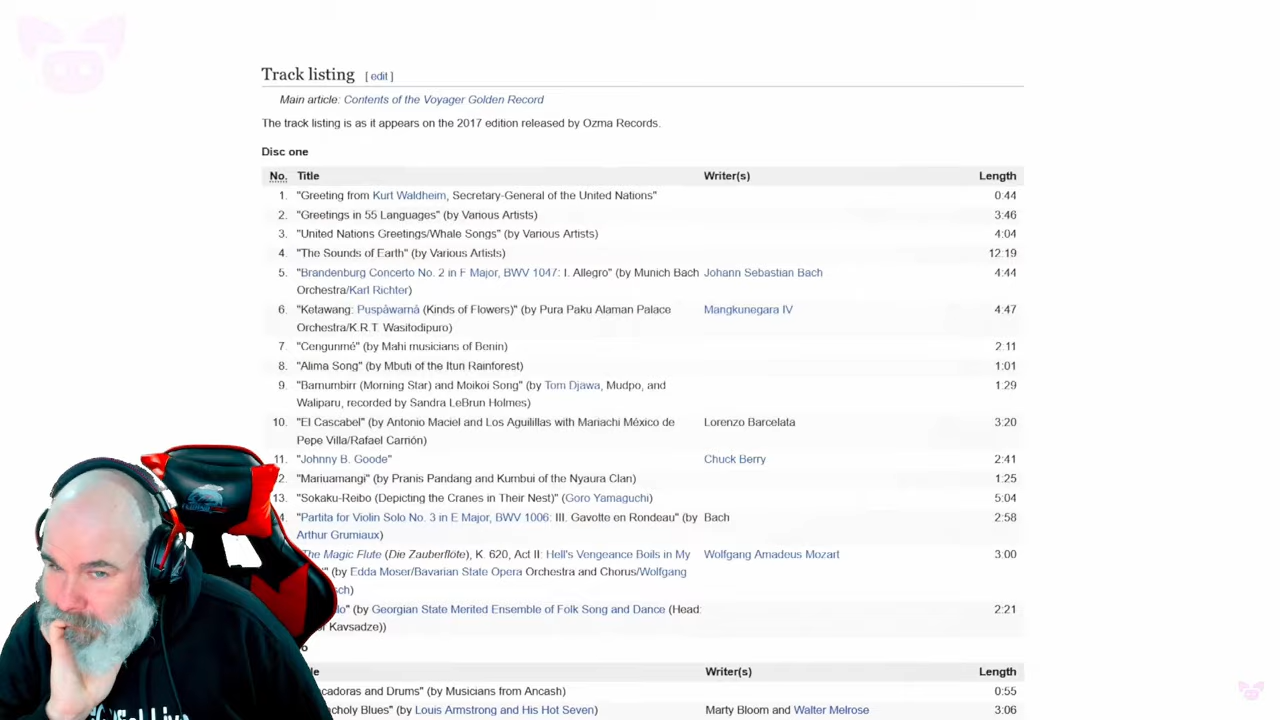 Track listing [ edit ]
Main article: Contents of the Voyager Golden Record
The track listing is as it appears on the 2017 edition released by Ozma Records.
Disc one
No. Title Writer(s) Length
1. "Greeting from Kurt Waldheim, Secretary-General of the United Nations" 0:44
2. "Greetings in 55 Languages" (by Various Artists) 3:46
3. "United Nations Greetings/Whale Songs" (by Various Artists) 4:04
4. "The Sounds of Earth" (by Various Artists) 12:19
5. "Brandenburg Concerto No. 2 in F Major, BWV 1047: I. Allegro" (by Munich Bach Johann Sebastian Bach 4:44
Orchestra/Karl Richter)
6. "Ketawang: Puspåwarnå (Kinds of Flowers)" (by Pura Paku Alaman Palace Mangkunegara IV 4:47
Orchestra/K.R.T. Wasitodipuro)
7. "Cengunmé" (by Mahi musicians of Benin) 2:11
8. "Alima Song" (by Mbuti of the Ituri Rainforest) 1:01
9. "Barnumbirr (Morning Star) and Moikoi Song" (by Tom Djawa, Mudpo, and 1:29
Waliparu, recorded by Sandra LeBrun Holmes)
10. "El Cascabel" (by Antonio Maciel and Los Aguilillas with Mariachi México de Lorenzo Barcelata 3:20
Pepe Villa/Rafael Carrión)
11. "Johnny B. Goode" Chuck Berry 2:41
2. "Mariuamangi" (by Pranis Pandang and Kumbui of the Nyaura Clan) 1:25
13. "Sokaku-Reibo (Depicting the Cranes in Their Nest)" (Goro Yamaguchi) 5:04
4. "Partita for Violin Solo No. 3 in E Major, BWV 1006: III. Gavotte en Rondeau" (by Bach 2:58
Arthur Grumiaux)
The Magic Flute (Die Zauberflöte), K. 620, Act II: Hell's Vengeance Boils in My Wolfgang Amadeus Mozart 3:00
" (by Edda Moser/Bavarian State Opera Orchestra and Chorus/Wolfgang
sch)
lo" (by Georgian State Merited Ensemble of Folk Song and Dance (Head: 2:21
r Kavsadze))
o
le Writer(s) Length
cadoras and Drums" (by Musicians from Ancash) 0:55
ncholy Blues" (by Louis Armstrong and His Hot Seven) Marty Bloom and Walter Melrose 3:06